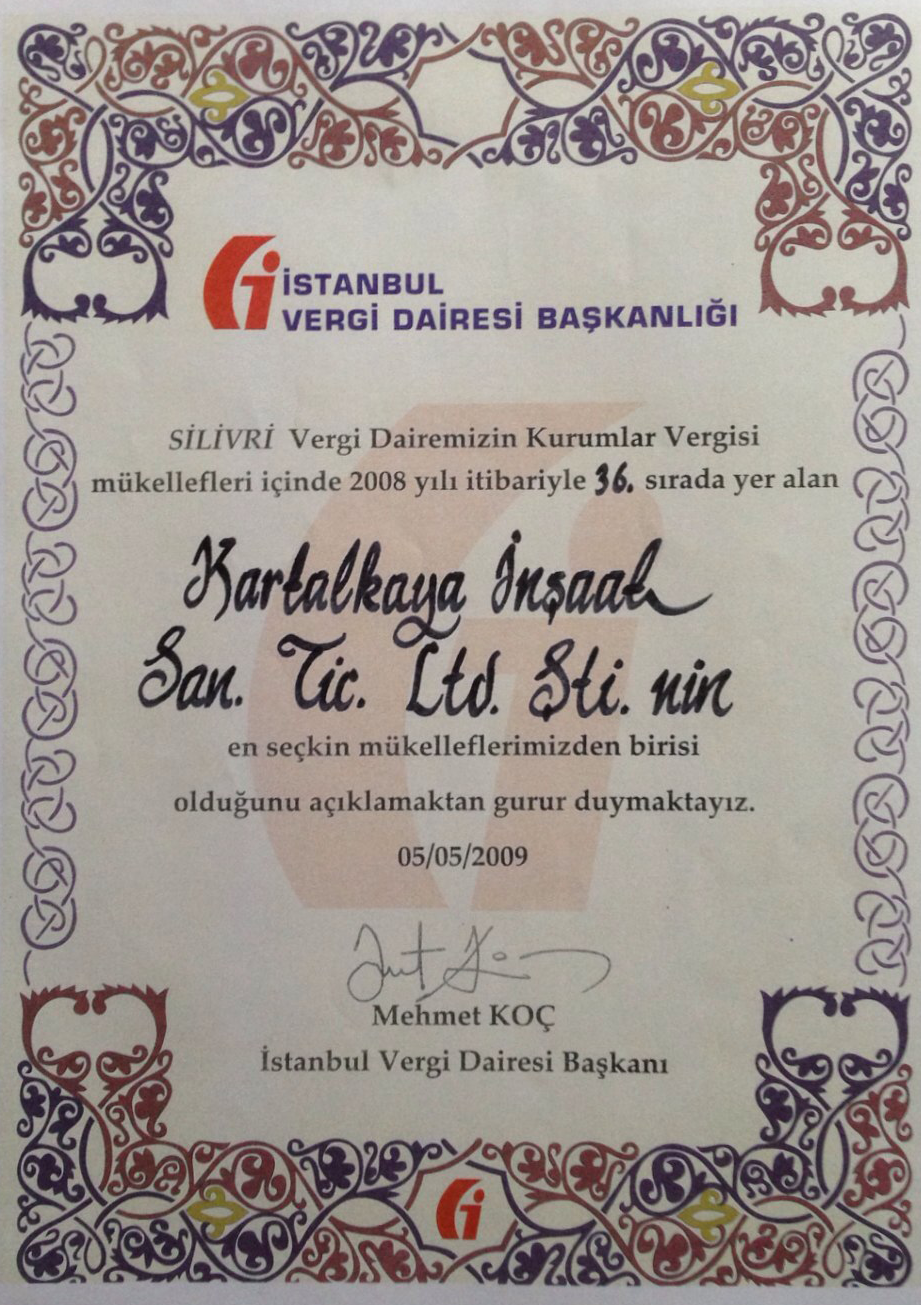 İSTANBUL
VERGİ DAİRESİ BAŞKANLIĞI
SİLİVRİ Vergi Dairemizin Kurumlar Vergisi
mükellefleri içinde 2008 yılı itibariyle 36. sırada yer alan
Kartalkaya İnşaat
San. Tic. Ltd. Şti. nin
en seçkin mükelleflerimizden birisi
olduğunu açıklamaktan gurur duymaktayız.
05/05/2009
Mehmet KOÇ
İstanbul Vergi Dairesi Başkanı